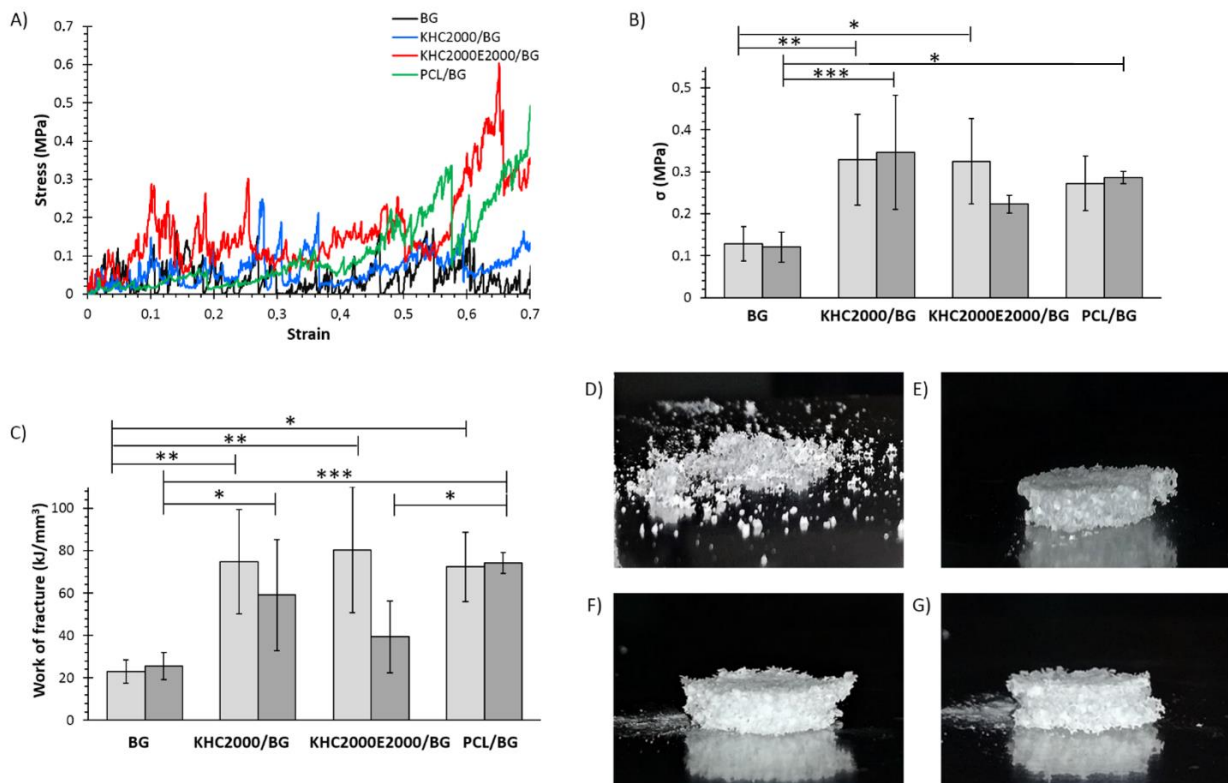 A)
0,7
0,6
0,5
0,4
0,3
0,2
0,1
0
Stress (MPa)
BG
KHC2000/BG
KHC2000E2000/BG
PCL/BG
0 0,1 0,2 0,3 0,4 0,5 0,6 0,7
Strain
B)
*
**
*
***
0,5
0,4
0,3
0,2
0,1
0
σ (MPa)
BG KHC2000/BG KHC2000E2000/BG PCL/BG
C)
*
**
**
***
*
*
100
80
60
40
20
0
Work of fracture (kJ/mm³)
BG KHC2000/BG KHC2000E2000/BG PCL/BG
D)
E)
F)
G)